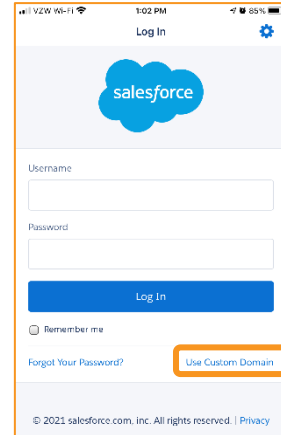 VZW Wi-Fi 1:02 PM 85%
Log In
salesforce
Username
Password
Log In
Remember me
Forgot Your Password? Use Custom Domain
© 2021 salesforce.com, inc. All rights reserved. | Privacy